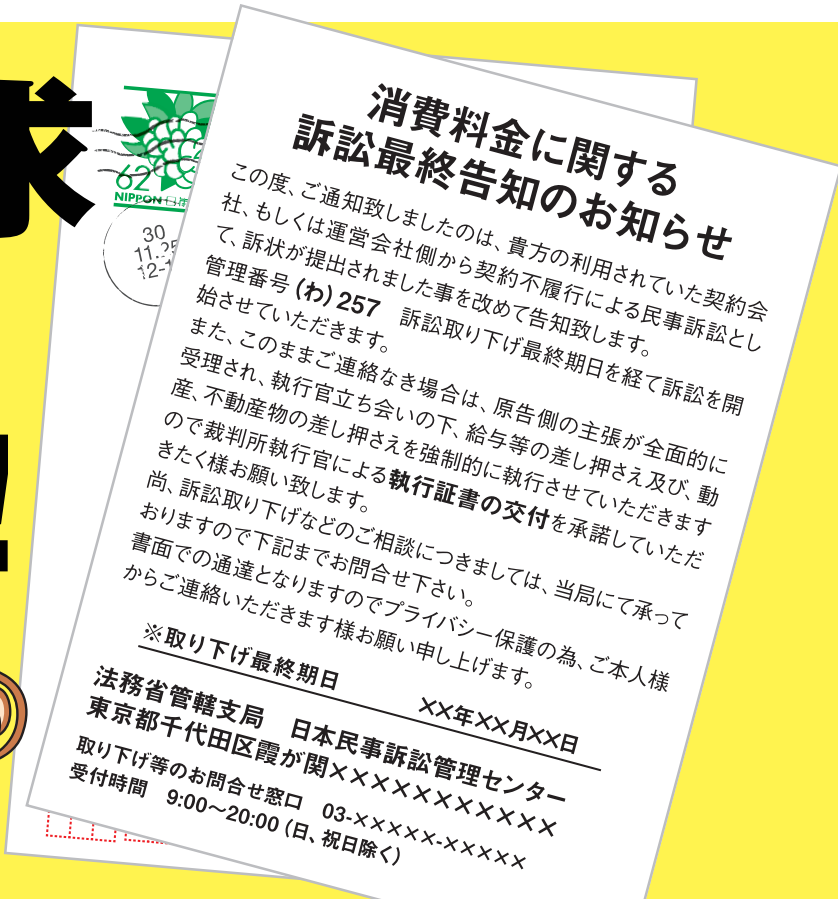 求
!
62
NIPPON
30
12-
消費料金に関する
訴訟最終告知のお知らせ
この度、ご通知致しましたのは、貴方の利用されていた契約会
社、もしくは運営会社側から契約不履行による民事訴訟とし
て、訴状が提出されました事を改めて告知致します。
管理番号(わ)257 訴訟取り下げ最終期日を経て訴訟を開
始させていただきます。
また、このままご連絡なき場合は、原告側の主張が全面的に
受理され、執行官立ち会いの下、給与等の差し押さえ及び、動
産、不動産物の差し押さえを強制的に執行させていただきます
ので裁判所執行官による執行証書の交付を承諾していただ
きたく様お願い致します。
尚、訴訟取り下げなどのご相談につきましては、当局にて承って
おりますので下記までお問合せ下さい。
書面での通達となりますのでプライバシー保護の為、ご本人様
からご連絡いただきます様お願い申し上げます。
※取り下げ最終期日 ××年××月××日
法務省管轄支局 日本民事訴訟管理センター
東京都千代田区霞が関×××××××××××
取り下げ等のお問合せ窓口 03-×××××-×××××
受付時間 9:00〜20:00(日、祝日除く)